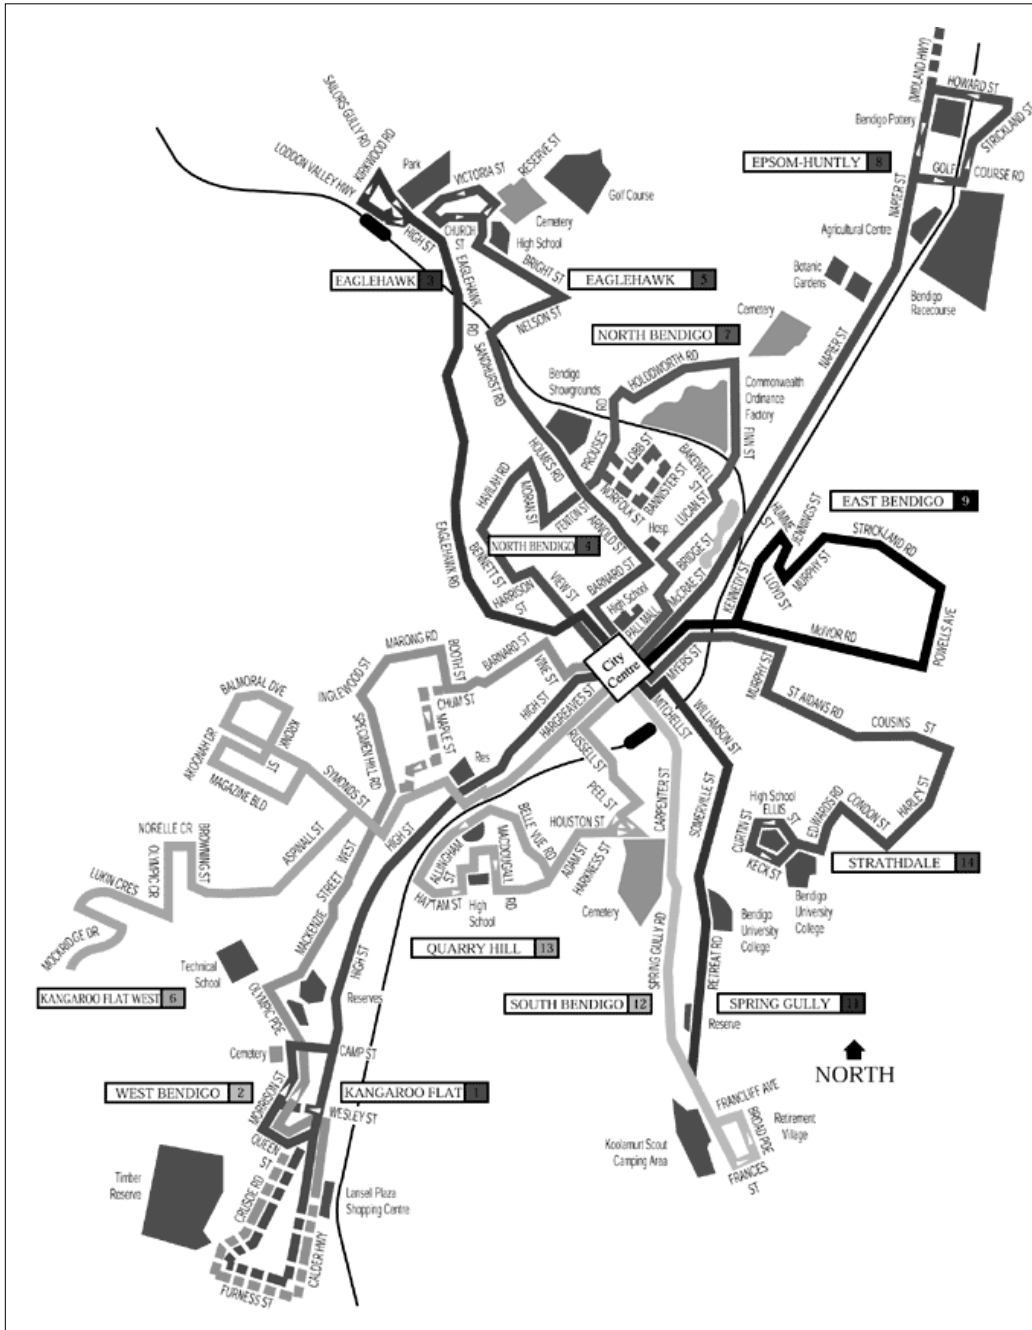 (MIDLAND HWY)
HOWARD ST
STRICKLAND ST
Bendigo Pottery
EPSOM-HUNTLY 8
GOLF
COURSE RD
NAPIER ST
Agricultural Centre
Botanic
Gardens
Bendigo
Racecourse
NAPIER ST
SAILORS GULLY RD
KIRKWOOD RD
LODDON VALLEY HWY
Park
VICTORIA ST
RESERVE ST
Golf Course
Cemetery
HIGH ST
CHURCH
ST
High School
EAGLEHAWK
RD
BRIGHT ST
EAGLEHAWK 3
EAGLEHAWK 5
NELSON ST
Cemetery
NORTH BENDIGO 7
SANDHURST RD
HOLDSWORTH RD
Bendigo
Showgrounds
Commonwealth
Ordinance
Factory
PROUSES
RD
HOLMES RD
FINN ST
LOBB ST
BAKEWELL
ST
BANNISTER ST
NORFOLK ST
HAVILAH RD
MORAN ST
FENTON ST
ARNOLD ST
LUCAN ST
EAST BENDIGO 9
HUMME
ST
JENNINGS ST
STRICKLAND RD
NORTH BENDIGO 4
Hosp.
EAGLEHAWK RD
BENNETT ST
HARRISON
ST
VIEW ST
BARNARD ST
BRIDGE ST
KENNEDY ST
LLOYD ST
MURPHY ST
High School
PALL MALL
McCRAE ST
McIVOR RD
POWELLS AVE
City
Centre
MYERS ST
MARONG RD
BOOTH ST
BARNARD ST
VINE ST
INGLEWOOD ST
CHUM ST
MURPHY ST
ST AIDANS RD
COUSINS ST
BALMORAL DVE
KRONK
ST
AKOONAH DR
MAGAZINE BLD
SYMONDS ST
SPECIMEN HILL RD
MAPLE ST
Res
HIGH ST
HARGREAVES ST
MITCHELL ST
WILLIAMSON ST
RUSSELL ST
CARPENTER ST
SOMERVILLE ST
PEEL ST
High School
ELLIS
ST
EDWARDS RD
CONDON ST
HARLEY ST
CURTIN ST
KECK ST
STRATHDALE 14
Bendigo
University
College
NORELLE CR
BROWNING ST
OLYMPIC CR
ASPINALL ST
LUKIN CRES
MOCKRIDGE DR
WEST
HIGH ST
BELLE VUE RD
HOUSTON ST
ALLINGHAM
ST
MACDOUGALL
RD
ADAM ST
HARKNESS ST
HATTAM ST
High
School
Cemetery
QUARRY HILL 13
Bendigo
University
College
SPRING GULLY RD
RETREAT RD
MACKENZIE STREET
Technical
School
HIGH ST
KANGAROO FLAT WEST 6
OLYMPIC PDE
Reserves
SOUTH BENDIGO 12
SPRING GULLY 11
Reserve
NORTH
Cemetery
CAMP ST
WEST BENDIGO 2
KANGAROO FLAT 1
MORRISON ST
WESLEY ST
FRANCLIFF AVE
BROAD PDE
Retirement
Village
Koolamurt Scout
Camping Area
FRANCES
ST
QUEEN
ST
Timber
Reserve
CRUSOE RD
Lansell Plaza
Shopping Centre
CALDER HWY
FURNESS ST